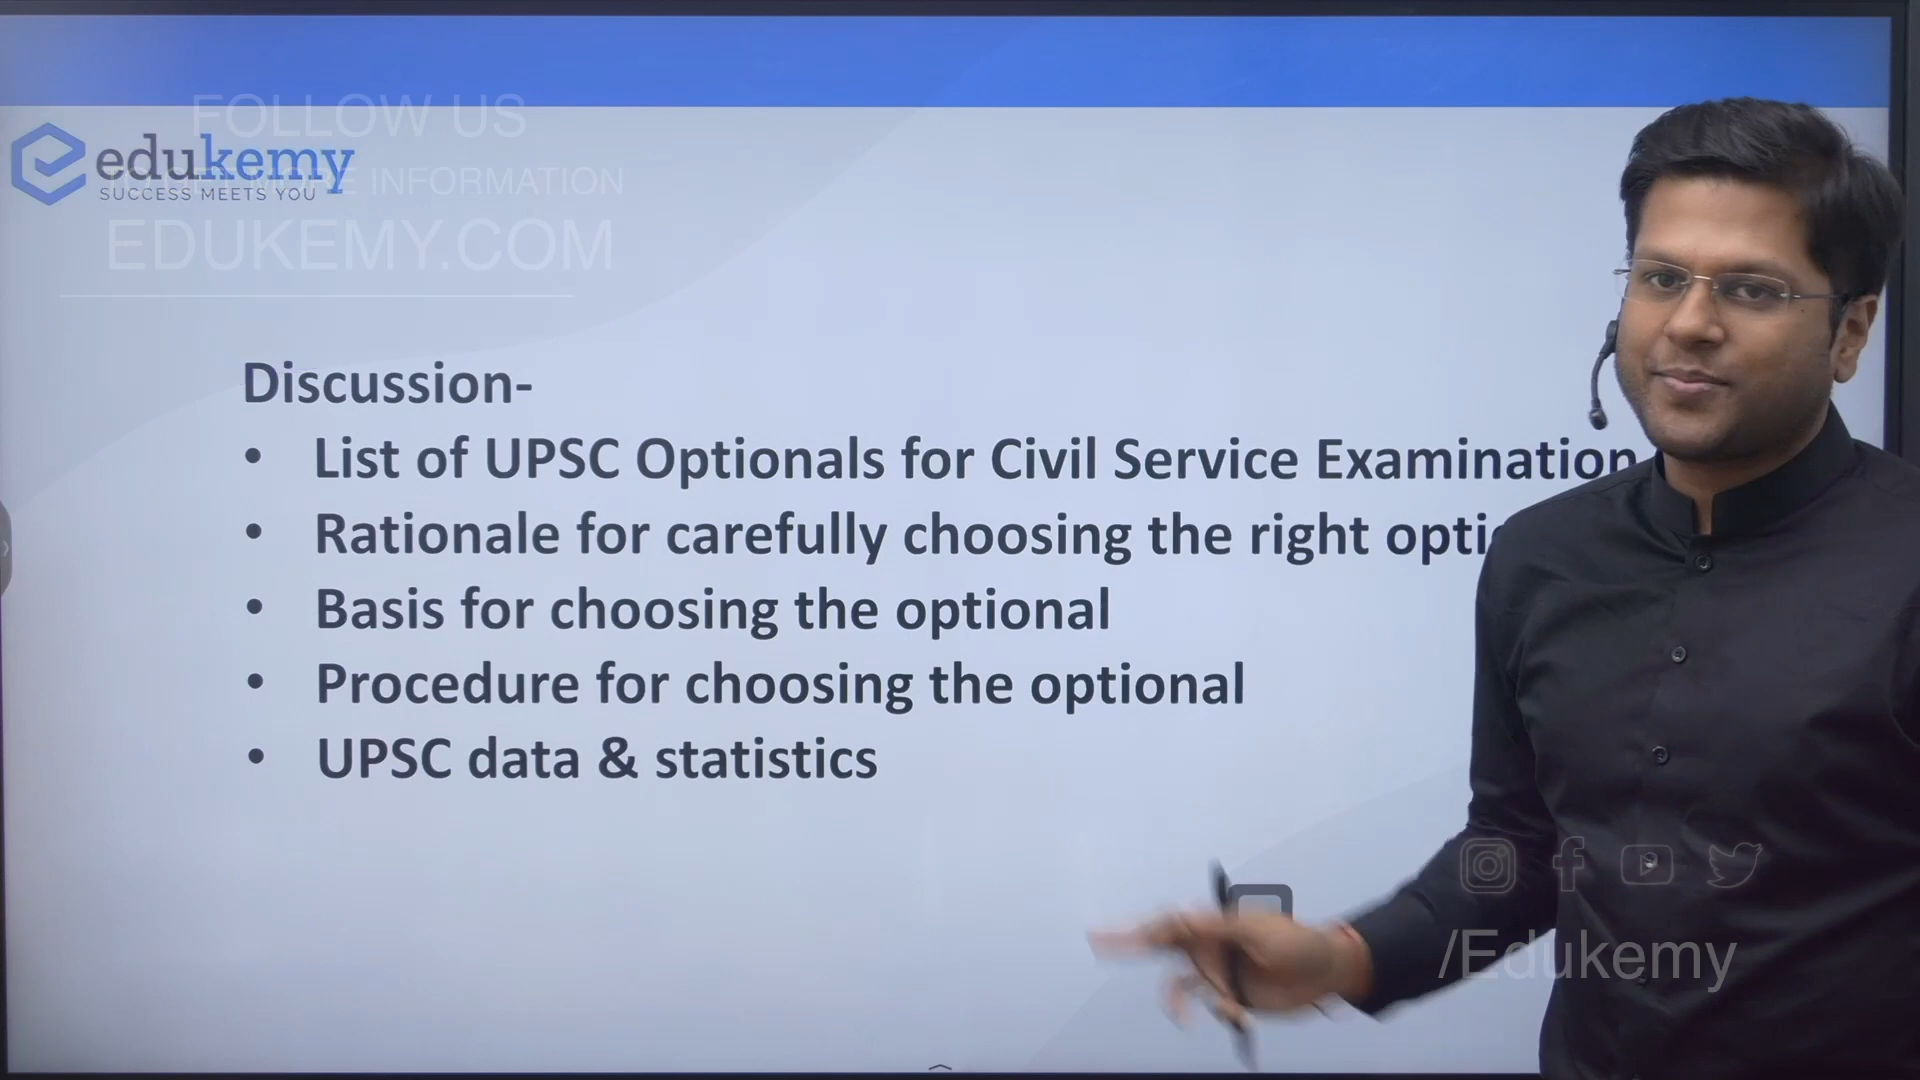 FOLLOW US
edukemy
MORE INFORMATION
SUCCESS MEETS YOU
EDUKEMY.COM
Discussion-
• List of UPSC Optionals for Civil Service Examination
• Rationale for carefully choosing the right
• Basis for choosing the optional
• Procedure for choosing the optional
• UPSC data & statistics
/Edukemy